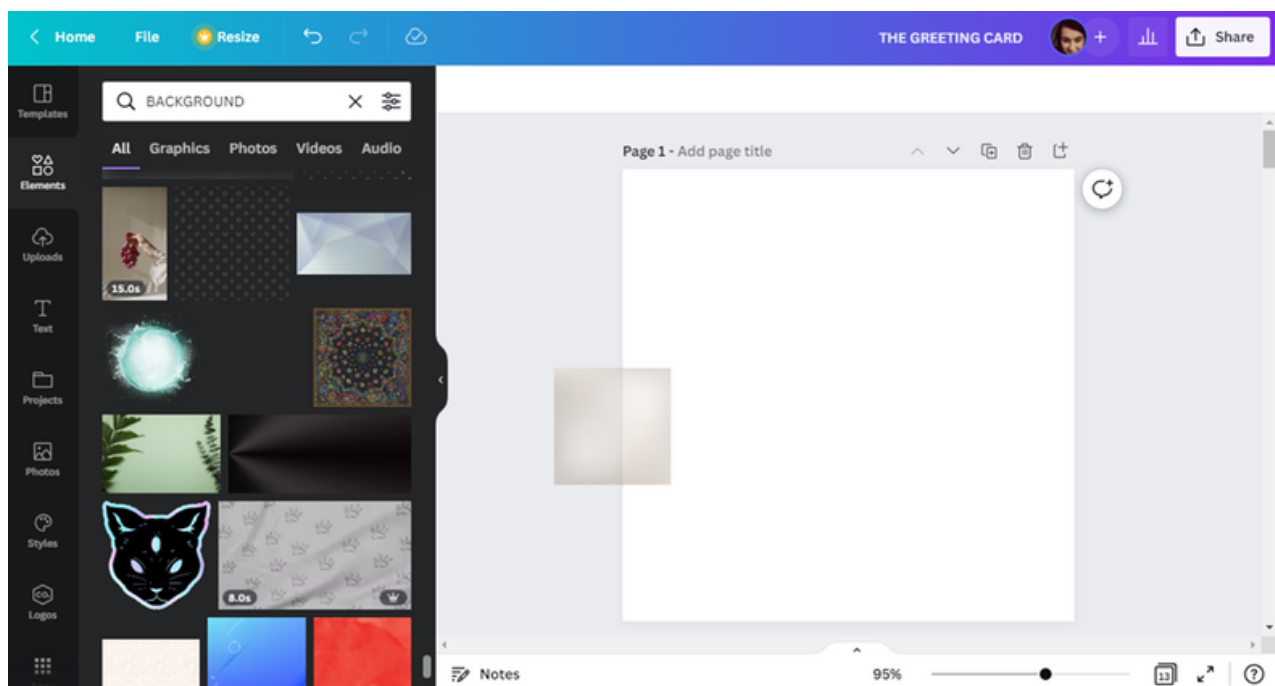 Home File Resize THE GREETING CARD + Share
Templates
Elements
Uploads
Text
Projects
Photos
Styles
CO.
Logos
BACKGROUND
All Graphics Photos Videos Audio
15.0s
8.0s
Page 1 - Add page title
Notes 95% 13 ?